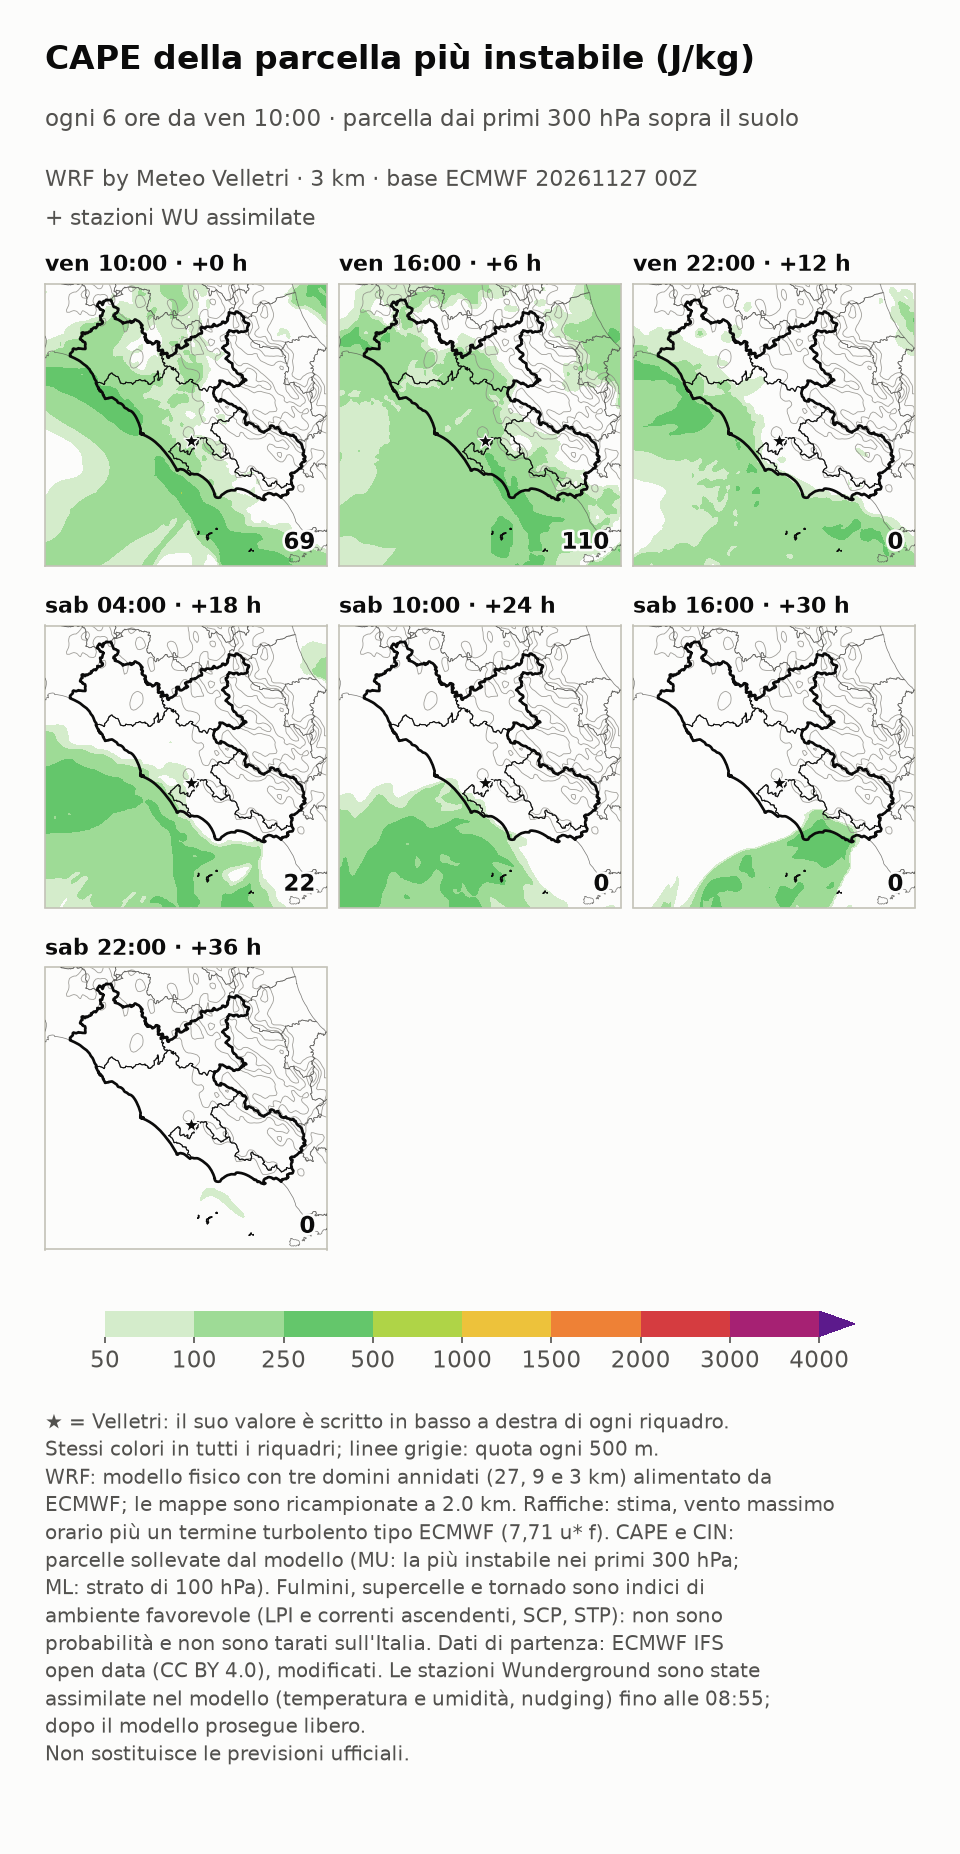 CAPE della parcella più instabile (J/kg)
ogni 6 ore da ven 10:00 · parcella dai primi 300 hPa sopra il suolo
WRF by Meteo Velletri · 3 km · base ECMWF 20261127 00Z
+ stazioni WU assimilate
ven 10:00 · +0 h
ven 16:00 · +6 h
ven 22:00 · +12 h
69
110
0
sab 04:00 · +18 h
sab 10:00 · +24 h
sab 16:00 · +30 h
22
0
0
sab 22:00 · +36 h
0
50 100 250 500 1000 1500 2000 3000 4000
★ = Velletri: il suo valore è scritto in basso a destra di ogni riquadro.
Stessi colori in tutti i riquadri; linee grigie: quota ogni 500 m.
WRF: modello fisico con tre domini annidati (27, 9 e 3 km) alimentato da
ECMWF; le mappe sono ricampionate a 2.0 km. Raffiche: stima, vento massimo
orario più un termine turbolento tipo ECMWF (7,71 u* f). CAPE e CIN:
parcelle sollevate dal modello (MU: la più instabile nei primi 300 hPa;
ML: strato di 100 hPa). Fulmini, supercelle e tornado sono indici di
ambiente favorevole (LPI e correnti ascendenti, SCP, STP): non sono
probabilità e non sono tarati sull'Italia. Dati di partenza: ECMWF IFS
open data (CC BY 4.0), modificati. Le stazioni Wunderground sono state
assimilate nel modello (temperatura e umidità, nudging) fino alle 08:55;
dopo il modello prosegue libero.
Non sostituisce le previsioni ufficiali.